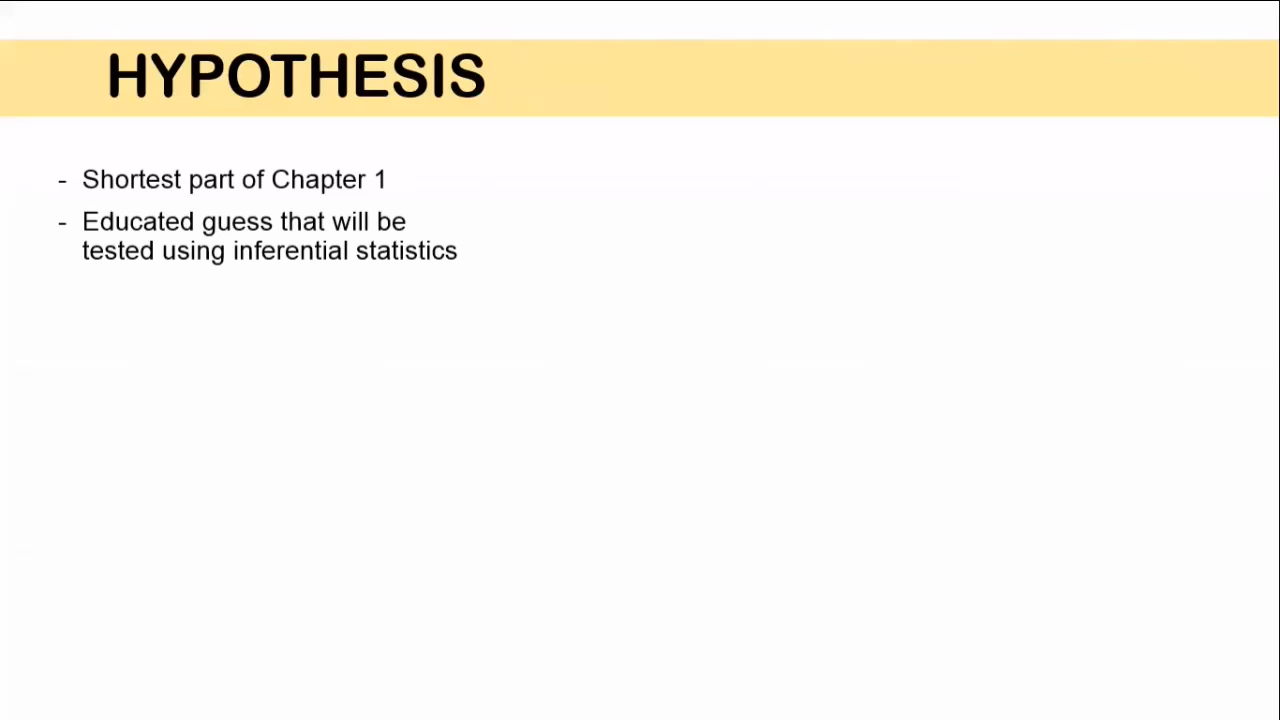 HYPOTHESIS
- Shortest part of Chapter 1
- Educated guess that will be
tested using inferential statistics